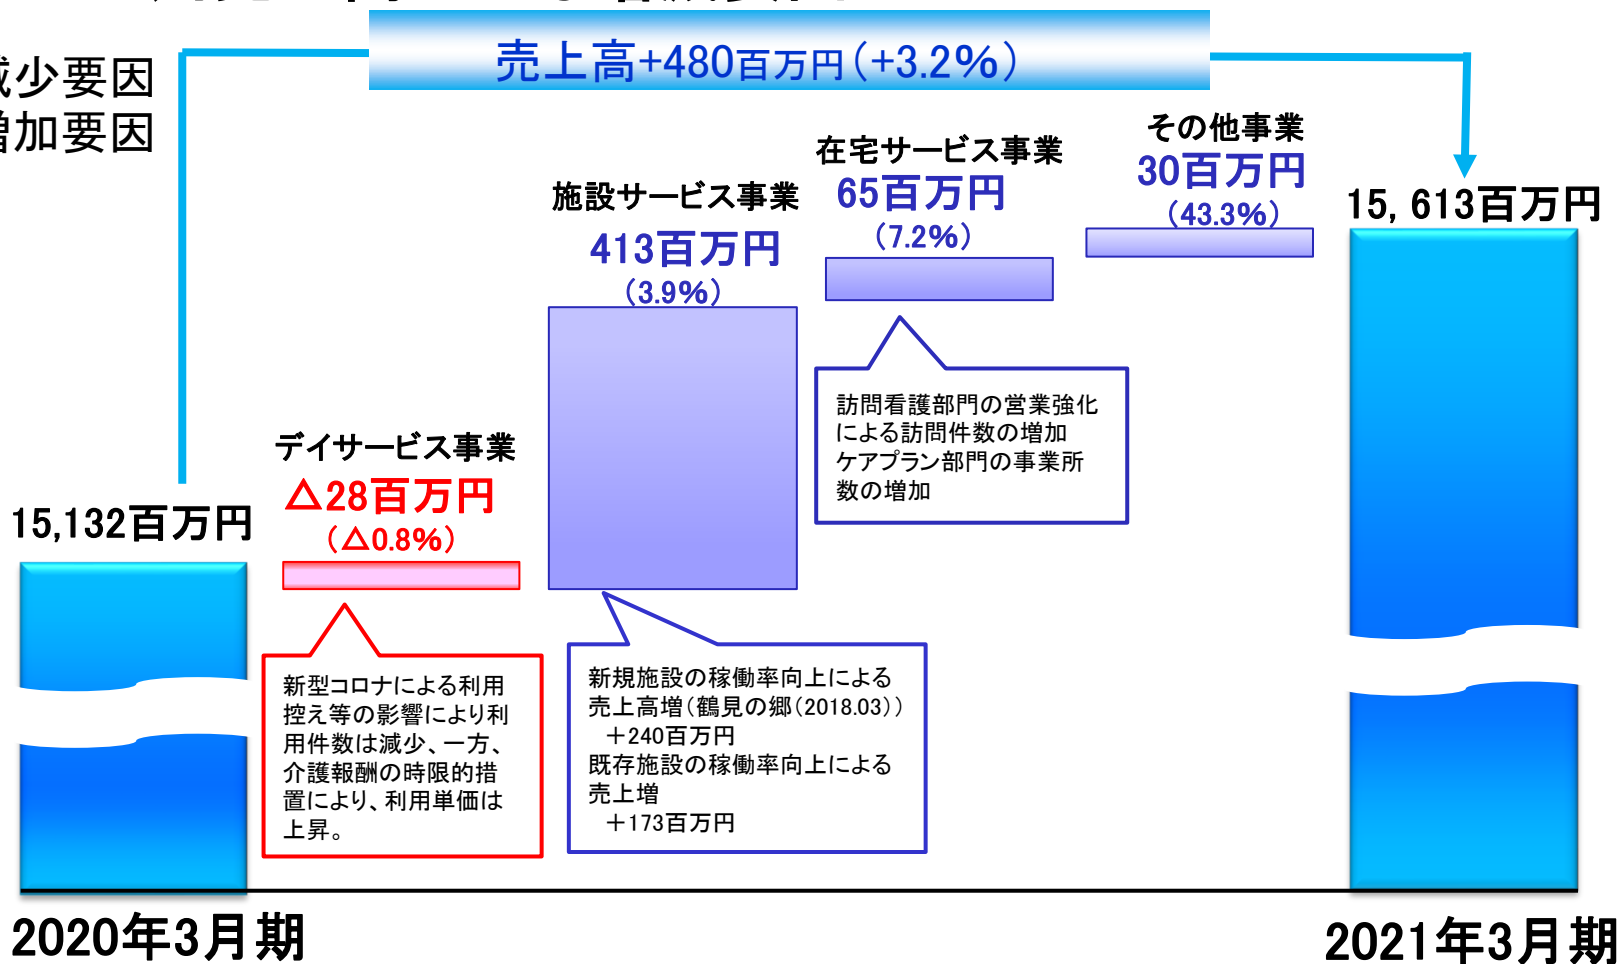 売上高+480百万円(+3.2%)
減少要因
増加要因
その他事業
30百万円
(43.3%)
在宅サービス事業
65百万円
(7.2%)
施設サービス事業
413百万円
(3.9%)
15,613百万円
訪問看護部門の営業強化
による訪問件数の増加
ケアプラン部門の事業所
数の増加
デイサービス事業
△28百万円
(△0.8%)
15,132百万円
新型コロナによる利用
控え等の影響により利
用件数は減少、一方、
介護報酬の時限的措
置により、利用単価は
上昇。
新規施設の稼働率向上による
売上高増(鶴見の郷(2018.03))
+240百万円
既存施設の稼働率向上による
売上増
+173百万円
2020年3月期
2021年3月期